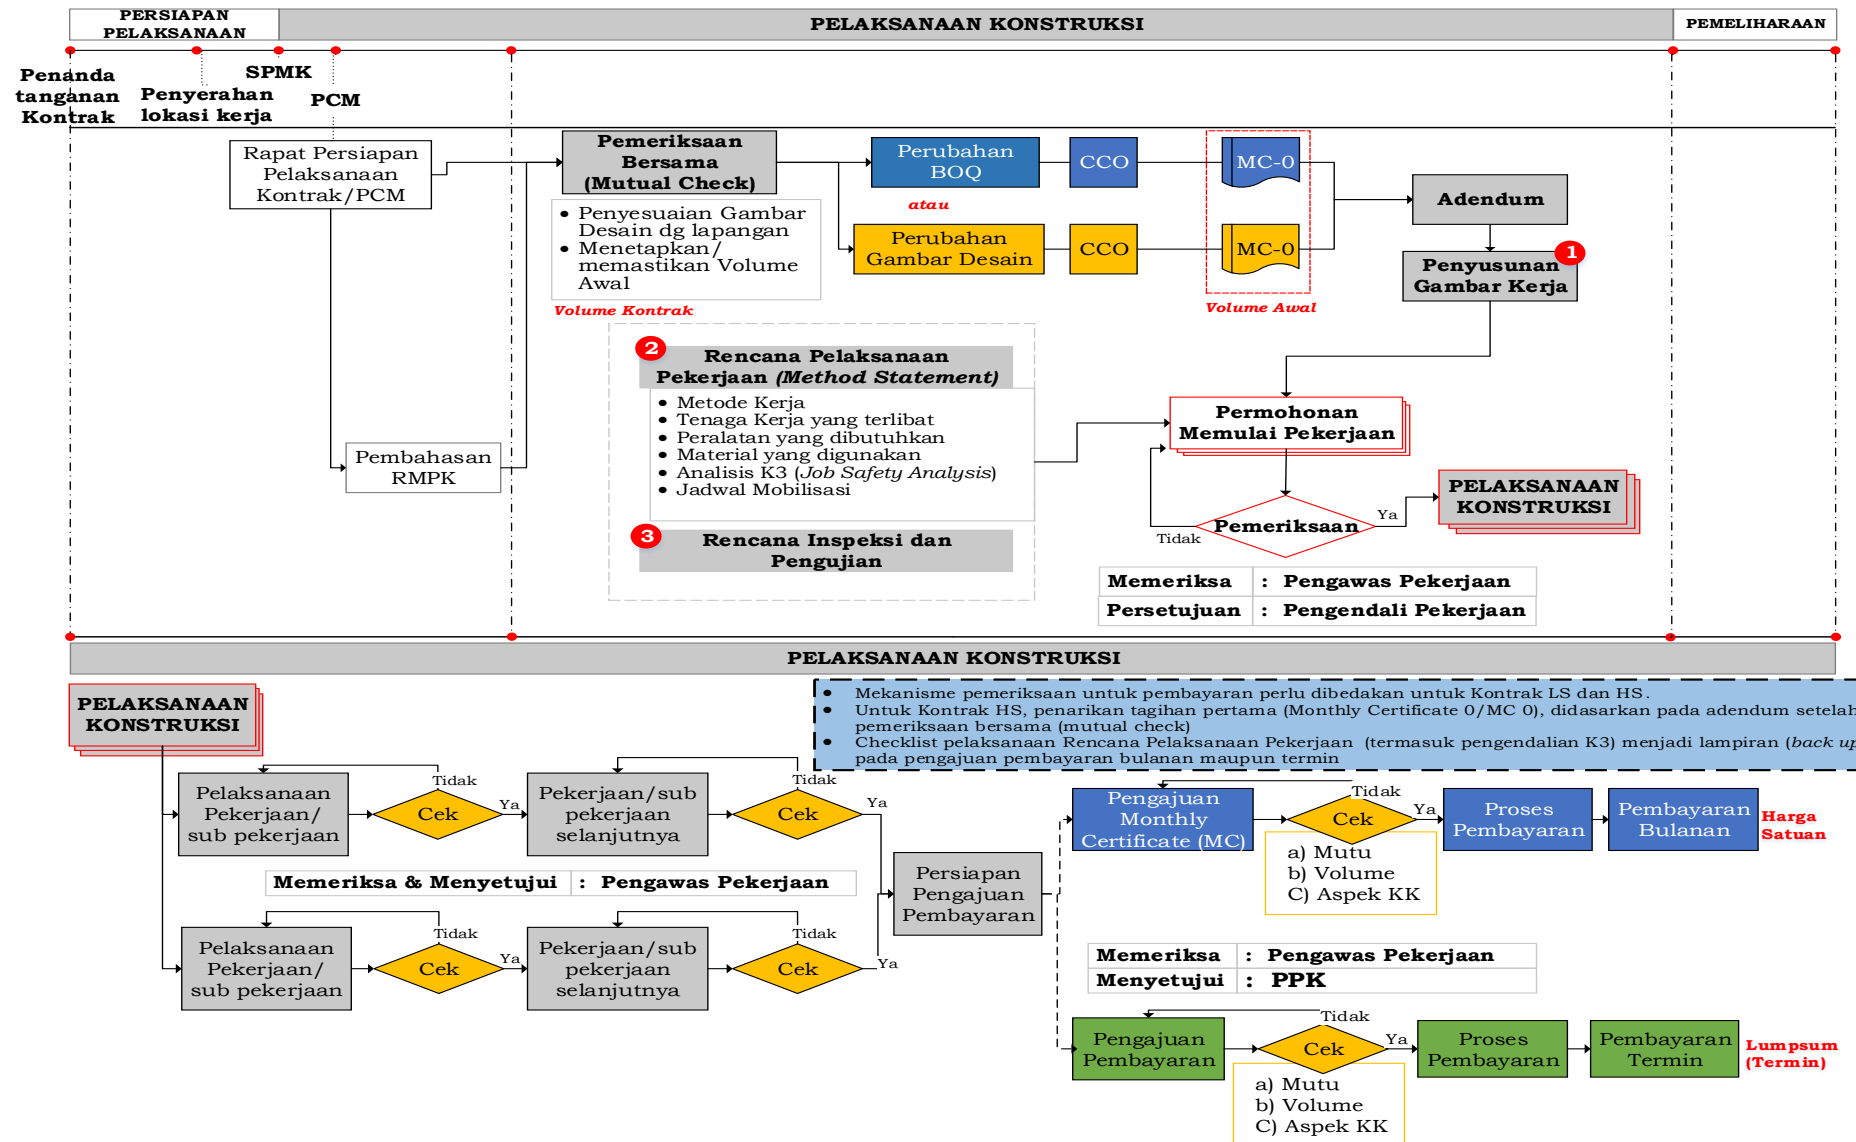 PERSIAPAN
PELAKSANAAN
PELAKSANAAN KONSTRUKSI
PEMELIHARAAN
Penanda
tanganan
Kontrak
Penyerahan
lokasi kerja
SPMK
PCM
Rapat Persiapan
Pelaksanaan
Kontrak/PCM
Pemeriksaan
Bersama
(Mutual Check)
• Penyesuaian Gambar
Desain dg lapangan
• Menetapkan/
memastikan Volume
Awal
Volume Kontrak
Perubahan
BOQ
CCO
MC-0
atau
Perubahan
Gambar Desain
CCO
MC-0
Volume Awal
Adendum
1
Penyusunan
Gambar Kerja
Pembahasan
RMPK
2
Rencana Pelaksanaan
Pekerjaan (Method Statement)
• Metode Kerja
• Tenaga Kerja yang terlibat
• Peralatan yang dibutuhkan
• Material yang digunakan
• Analisis K3 (Job Safety Analysis)
• Jadwal Mobilisasi
3
Rencana Inspeksi dan
Pengujian
Permohonan
Memulai Pekerjaan
Pemeriksaan
Tidak
Ya
PELAKSANAAN
KONSTRUKSI
Memeriksa : Pengawas Pekerjaan
Persetujuan : Pengendali Pekerjaan
PELAKSANAAN KONSTRUKSI
PELAKSANAAN
KONSTRUKSI
• Mekanisme pemeriksaan untuk pembayaran perlu dibedakan untuk Kontrak LS dan HS.
• Untuk Kontrak HS, penarikan tagihan pertama (Monthly Certificate 0/MC 0), didasarkan pada adendum setelah
pemeriksaan bersama (mutual check)
• Checklist pelaksanaan Rencana Pelaksanaan Pekerjaan (termasuk pengendalian K3) menjadi lampiran (back up
pada pengajuan pembayaran bulanan maupun termin
Pelaksanaan
Pekerjaan/
sub pekerjaan
Cek
Tidak
Ya
Pekerjaan/sub
pekerjaan
selanjutnya
Cek
Tidak
Ya
Memeriksa & Menyetujui : Pengawas Pekerjaan
Pelaksanaan
Pekerjaan/
sub pekerjaan
Cek
Tidak
Ya
Pekerjaan/sub
pekerjaan
selanjutnya
Cek
Tidak
Ya
Persiapan
Pengajuan
Pembayaran
Pengajuan
Monthly
Certificate (MC)
Cek
Tidak
Ya
a) Mutu
b) Volume
C) Aspek KK
Proses
Pembayaran
Pembayaran
Bulanan
Harga
Satuan
Memeriksa : Pengawas Pekerjaan
Menyetujui : PPK
Pengajuan
Pembayaran
Cek
Tidak
Ya
a) Mutu
b) Volume
C) Aspek KK
Proses
Pembayaran
Pembayaran
Termin
Lumpsum
(Termin)